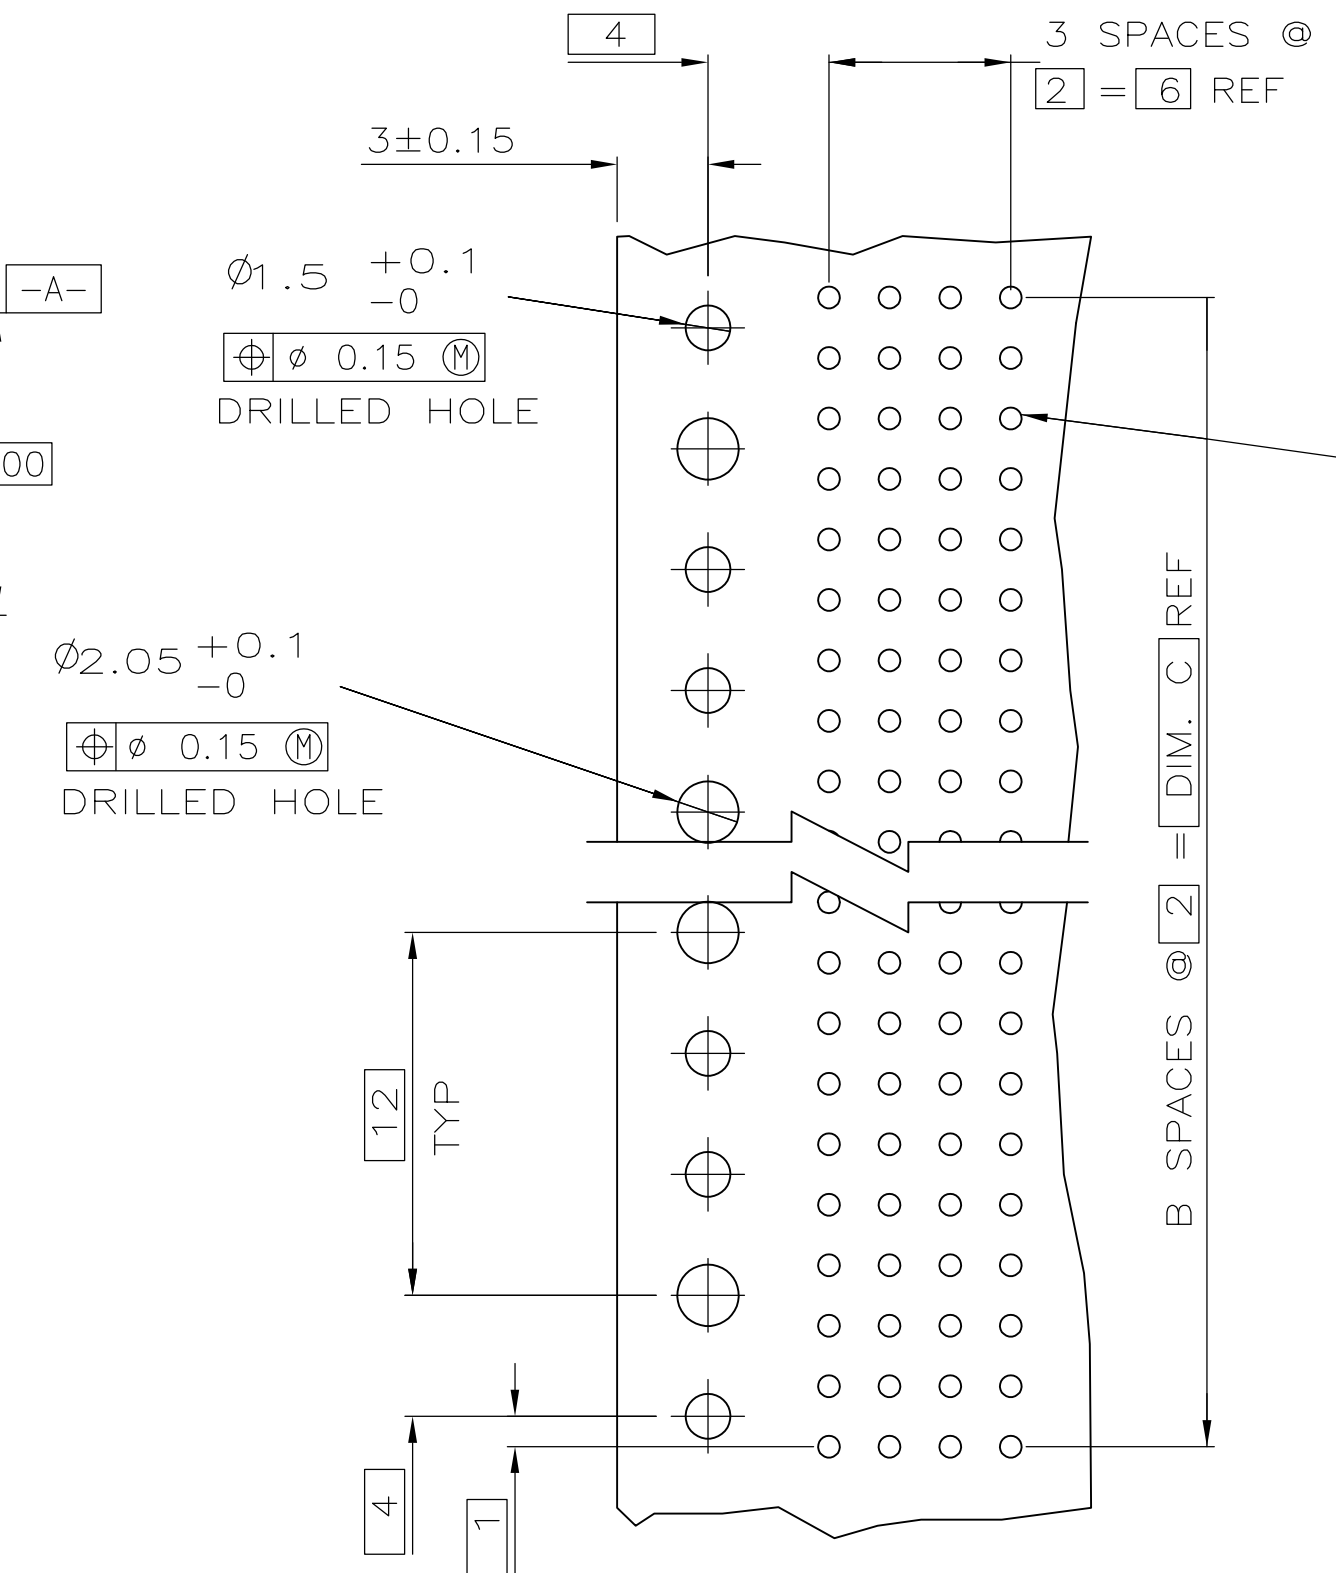 4
3 SPACES @
2 = 6 REF
3±0.15
-A-
Ø1.5 +0.1
-0
⌖ ⌀ 0.15 Ⓜ
DRILLED HOLE
00
Ø2.05 +0.1
-0
⌖ ⌀ 0.15 Ⓜ
DRILLED HOLE
B SPACES @ 2 = DIM. C REF
12
TYP
4
1